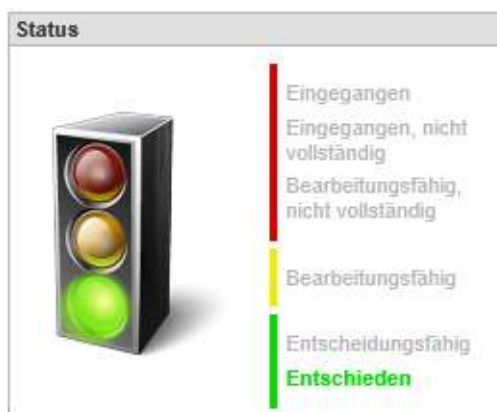 Status
Eingegangen
Eingegangen, nicht
vollständig
Bearbeitungsfähig,
nicht vollständig
Bearbeitungsfähig
Entscheidungsfähig
Entschieden